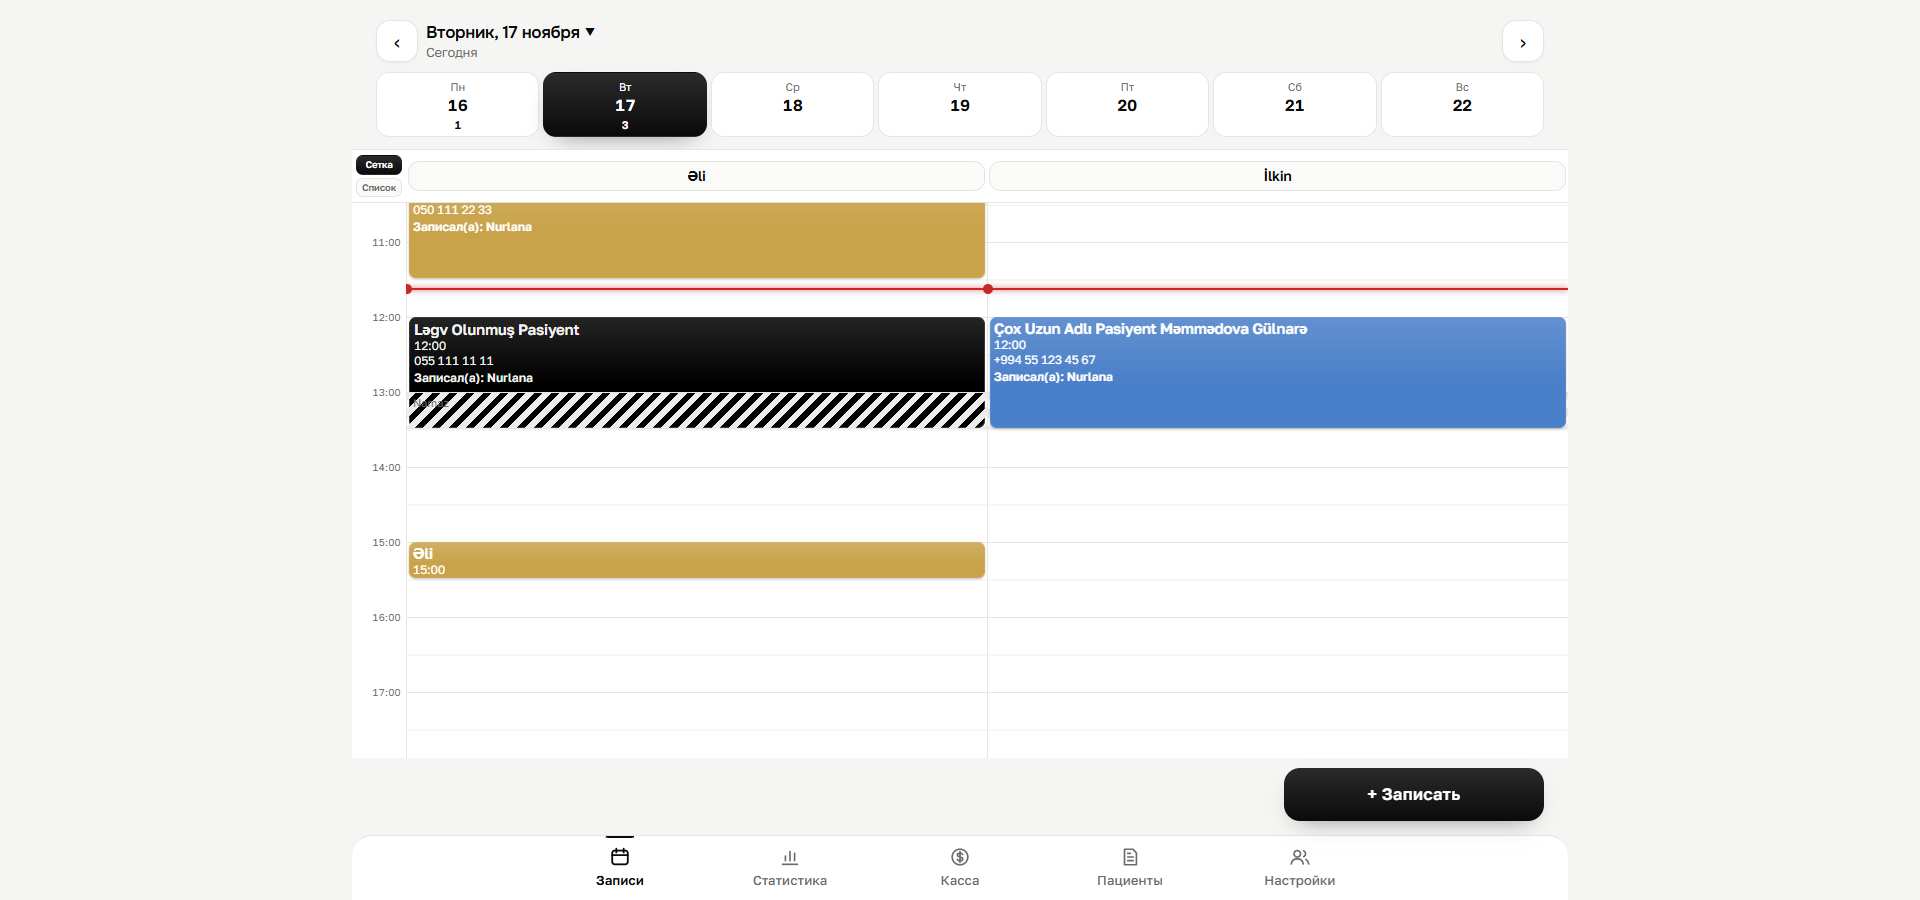 ‹
Вторник, 17 ноября ▼
Сегодня
›
Пн
16
1
Вт
17
3
Ср
18
Чт
19
Пт
20
Сб
21
Вс
22
Сетка
Список
Əli
İlkin
050 111 22 33
Записал(а): Nurlana
11:00
12:00
Ləgv Olunmuş Pasiyent
12:00
055 111 11 11
Записал(а): Nurlana
Çox Uzun Adlı Pasiyent Məmmədova Gülnarə
12:00
+994 55 123 45 67
Записал(а): Nurlana
13:00
14:00
15:00
Əli
15:00
16:00
17:00
+ Записать
Записи
Статистика
Касса
Пациенты
Настройки